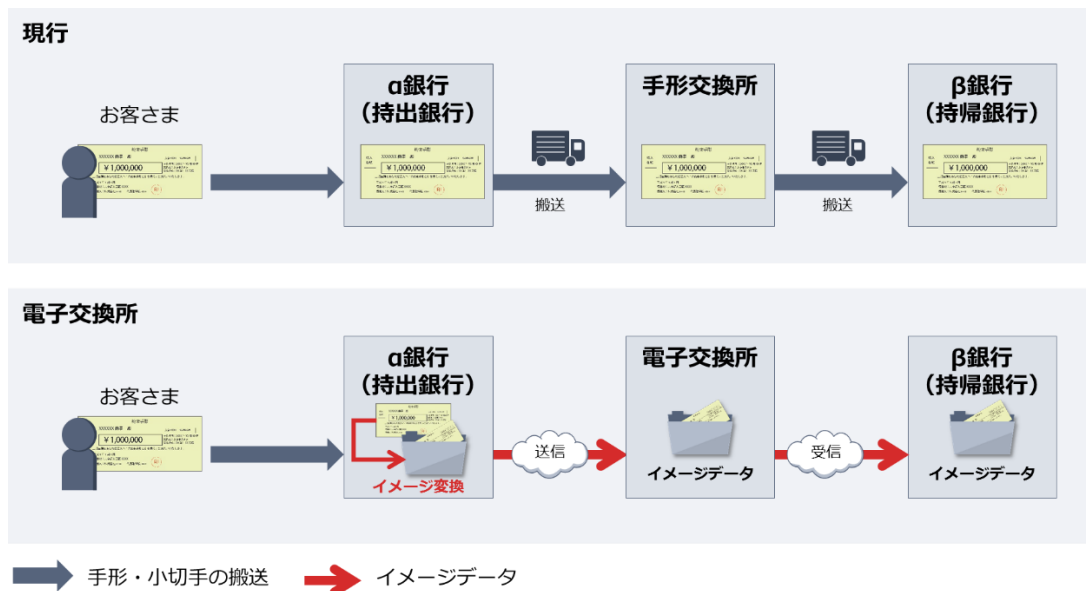 現行
お客さま
¥1,000,000
α銀行
(持出銀行)
¥1,000,000
搬送
手形交換所
¥1,000,000
搬送
β銀行
(持帰銀行)
¥1,000,000
電子交換所
お客さま
¥1,000,000
α銀行
(持出銀行)
¥1,000,000
イメージ変換
送信
電子交換所
イメージデータ
受信
β銀行
(持帰銀行)
イメージデータ
手形・小切手の搬送
イメージデータ